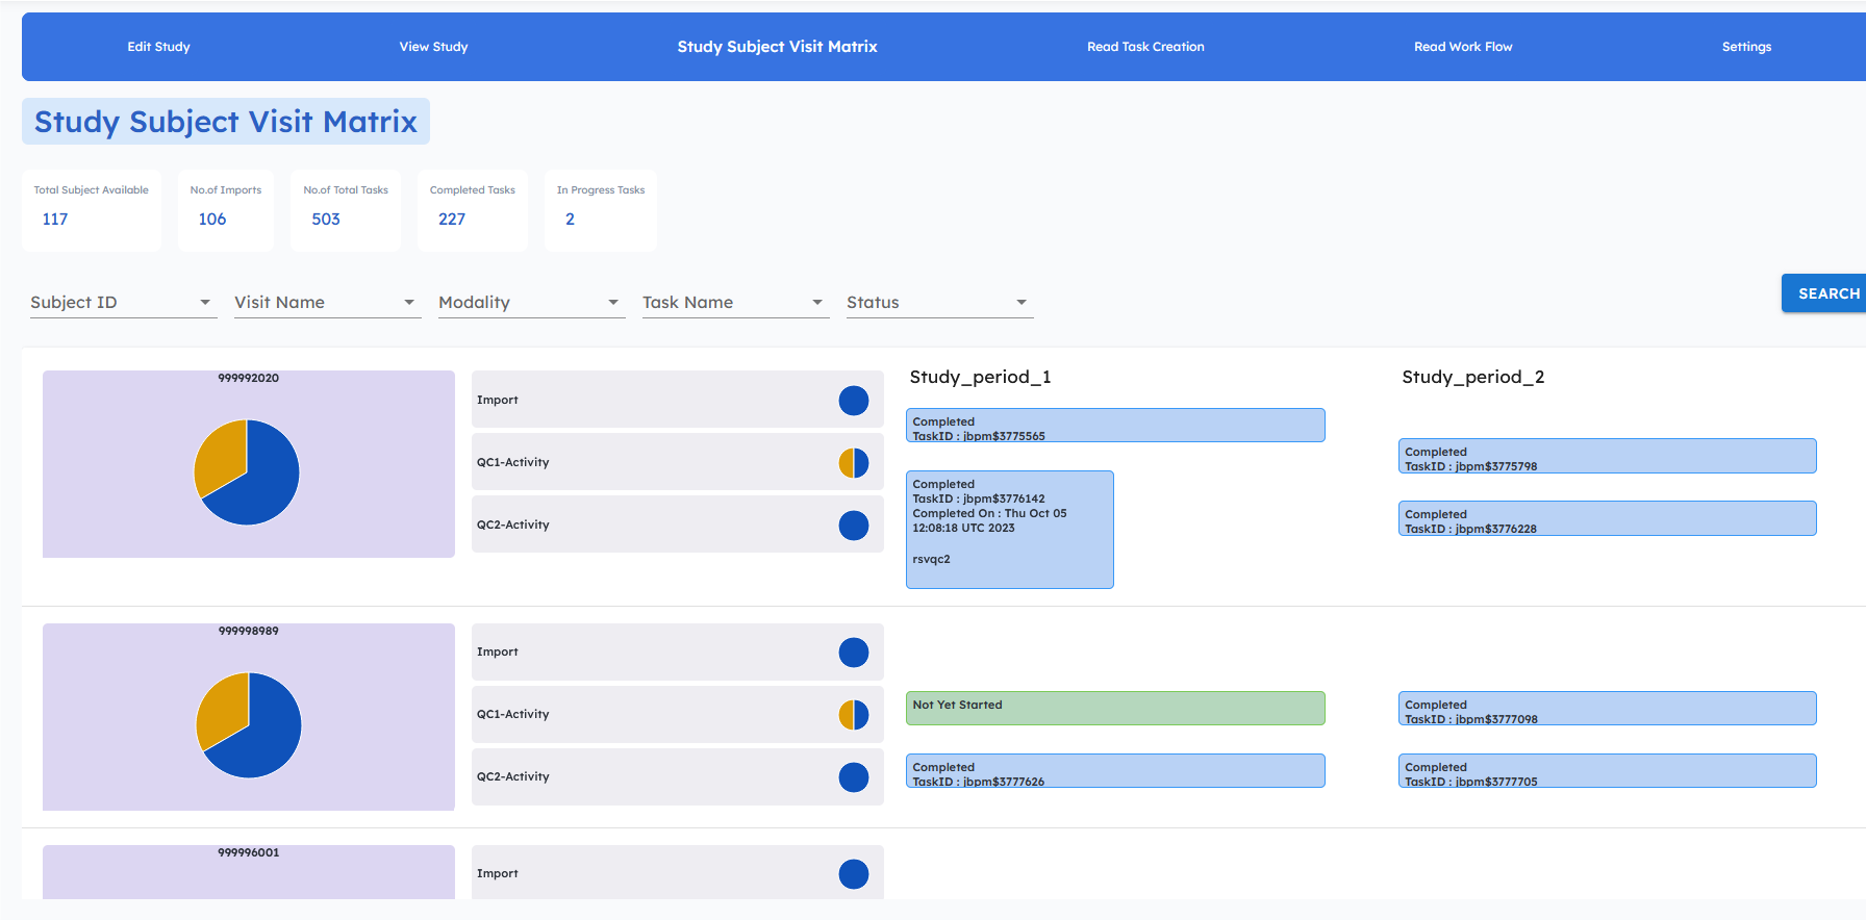 Edit Study
View Study
Study Subject Visit Matrix
Read Task Creation
Read Work Flow
Settings
Study Subject Visit Matrix
Total Subject Available
117
No.of Imports
106
No.of Total Tasks
503
Completed Tasks
227
In Progress Tasks
2
Subject ID
Visit Name
Modality
Task Name
Status
SEARCH
999992020
Import
QC1-Activity
QC2-Activity
Study_period_1
Completed
TaskID : jbpm$3775565
Completed
TaskID : jbpm$3776142
Completed On : Thu Oct 05
12:08:18 UTC 2023
rsvqc2
Study_period_2
Completed
TaskID : jbpm$3775798
Completed
TaskID : jbpm$3776228
999998989
Import
QC1-Activity
QC2-Activity
Not Yet Started
Completed
TaskID : jbpm$3777626
Completed
TaskID : jbpm$3777098
Completed
TaskID : jbpm$3777705
999996001
Import